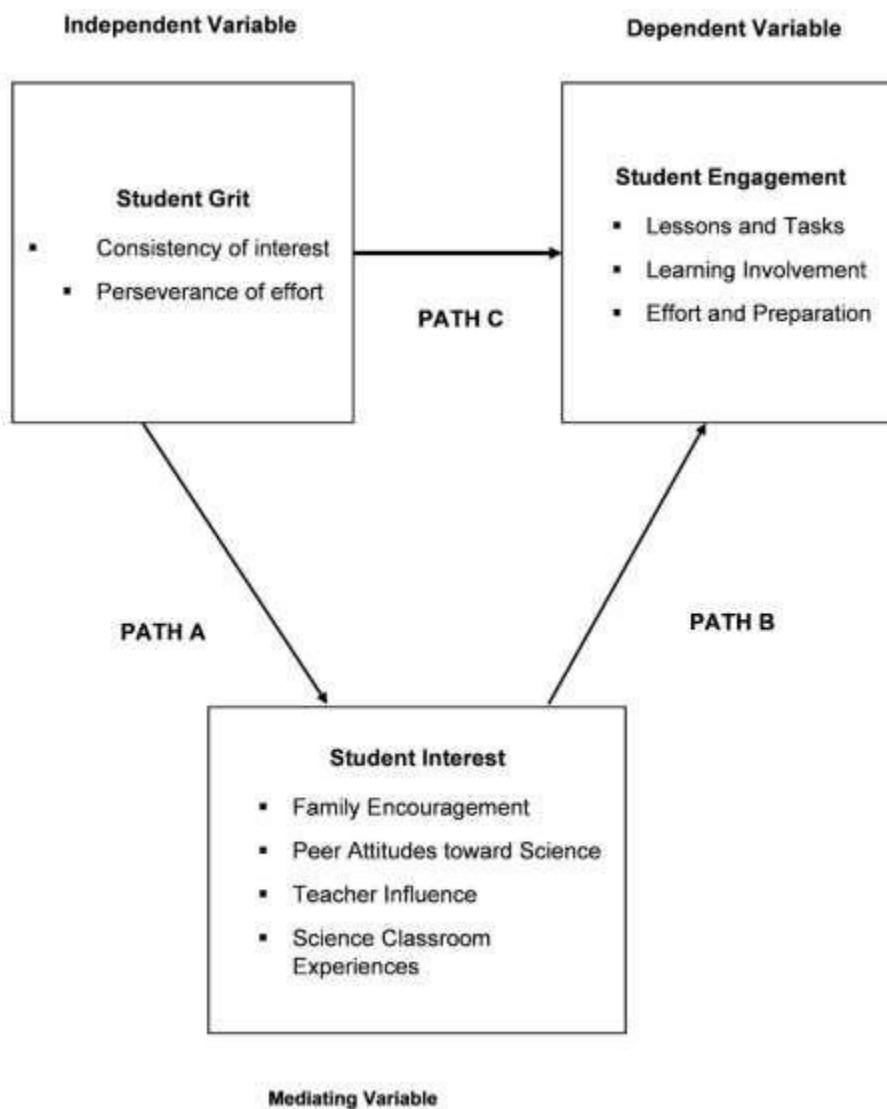 Independent Variable
Dependent Variable
Student Grit
▪ Consistency of interest
▪ Perseverance of effort
Student Engagement
▪ Lessons and Tasks
▪ Learning Involvement
▪ Effort and Preparation
PATH C
PATH A
PATH B
Student Interest
▪ Family Encouragement
▪ Peer Attitudes toward Science
▪ Teacher Influence
▪ Science Classroom
Experiences
Mediating Variable